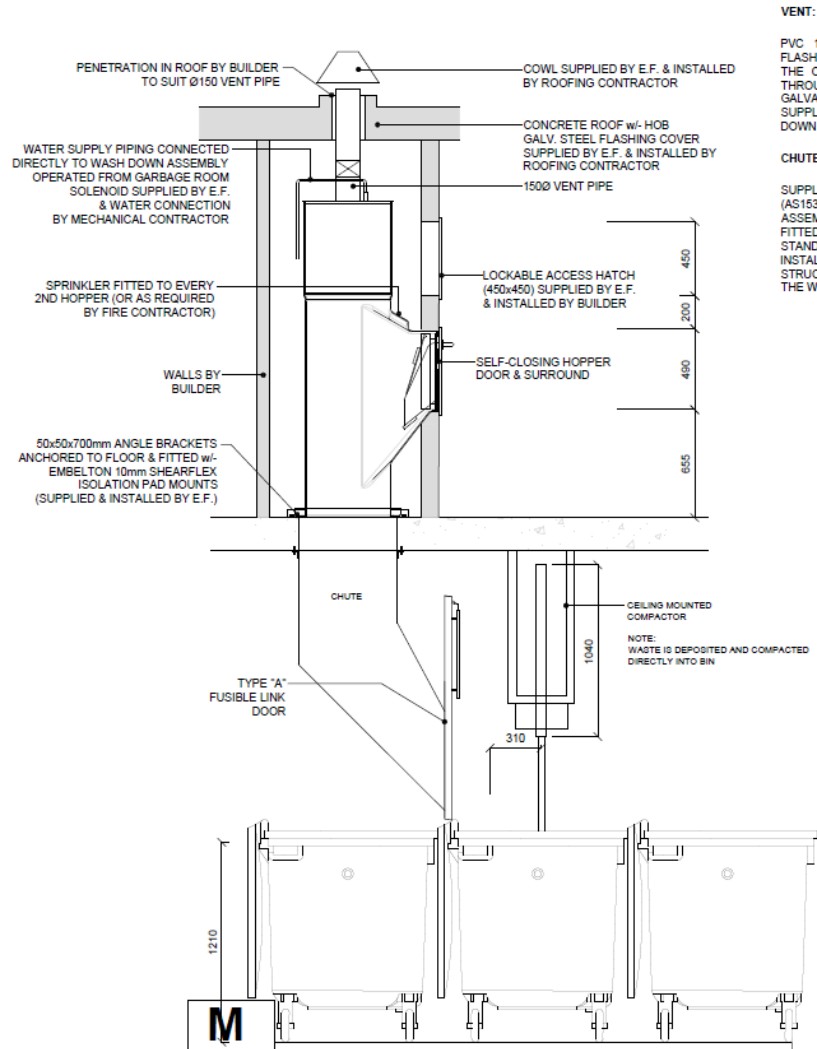 VENT:
PVC 1
FLASH
THE C
THROU
GALVA
SUPPL
DOWN
CHUTE
SUPPL
(AS153
ASSEM
FITTED
STAND
INSTAL
STRUC
THE W
PENETRATION IN ROOF BY BUILDER
TO SUIT Ø150 VENT PIPE
COWL SUPPLIED BY E.F. & INSTALLED
BY ROOFING CONTRACTOR
CONCRETE ROOF w/- HOB
GALV. STEEL FLASHING COVER
SUPPLIED BY E.F. & INSTALLED BY
ROOFING CONTRACTOR
WATER SUPPLY PIPING CONNECTED
DIRECTLY TO WASH DOWN ASSEMBLY
OPERATED FROM GARBAGE ROOM
SOLENOID SUPPLIED BY E.F.
& WATER CONNECTION
BY MECHANICAL CONTRACTOR
150Ø VENT PIPE
SPRINKLER FITTED TO EVERY
2ND HOPPER (OR AS REQUIRED
BY FIRE CONTRACTOR)
LOCKABLE ACCESS HATCH
(450x450) SUPPLIED BY E.F.
& INSTALLED BY BUILDER
450
200
490
655
WALLS BY
BUILDER
SELF-CLOSING HOPPER
DOOR & SURROUND
50x50x700mm ANGLE BRACKETS
ANCHORED TO FLOOR & FITTED w/-
EMBELTON 10mm SHEARFLEX
ISOLATION PAD MOUNTS
(SUPPLIED & INSTALLED BY E.F.)
CHUTE
CEILING MOUNTED
COMPACTOR
NOTE:
WASTE IS DEPOSITED AND COMPACTED
DIRECTLY INTO BIN
1040
TYPE "A"
FUSIBLE LINK
DOOR
310
1210
M